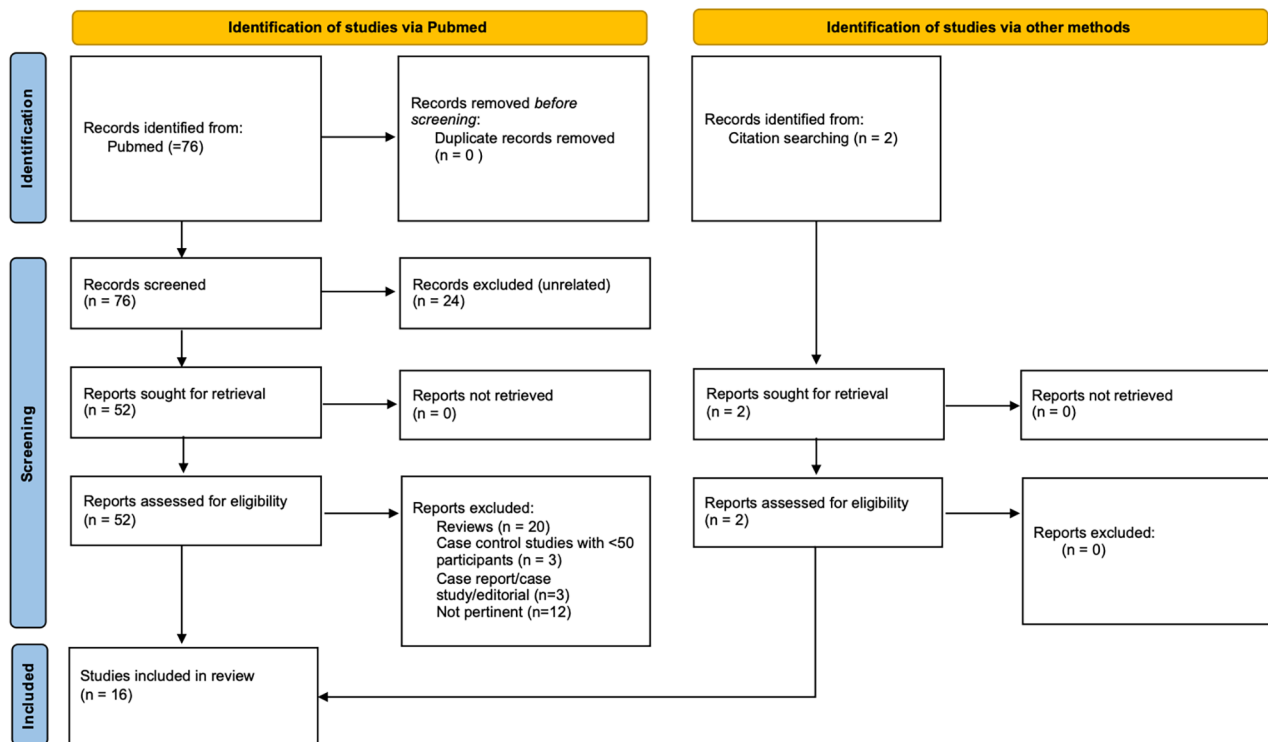 Identification of studies via Pubmed
Identification of studies via other methods
Identification
Records identified from:
Pubmed (=76)
Records removed before
screening:
Duplicate records removed
(n = 0 )
Records identified from:
Citation searching (n = 2)
Screening
Records screened
(n = 76)
Records excluded (unrelated)
(n = 24)
Reports sought for retrieval
(n = 52)
Reports not retrieved
(n = 0)
Reports sought for retrieval
(n = 2)
Reports not retrieved
(n = 0)
Reports assessed for eligibility
(n = 52)
Reports excluded:
Reviews (n = 20)
Case control studies with <50
participants (n = 3)
Case report/case
study/editorial (n=3)
Not pertinent (n=12)
Reports assessed for eligibility
(n = 2)
Reports excluded:
(n = 0)
Included
Studies included in review
(n = 16)